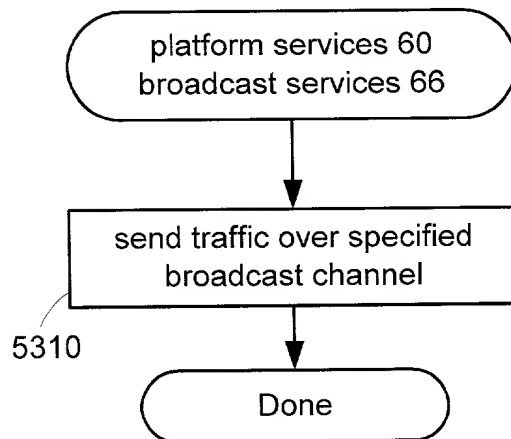 platform services 60
broadcast services 66
send traffic over specified
broadcast channel
5310
Done